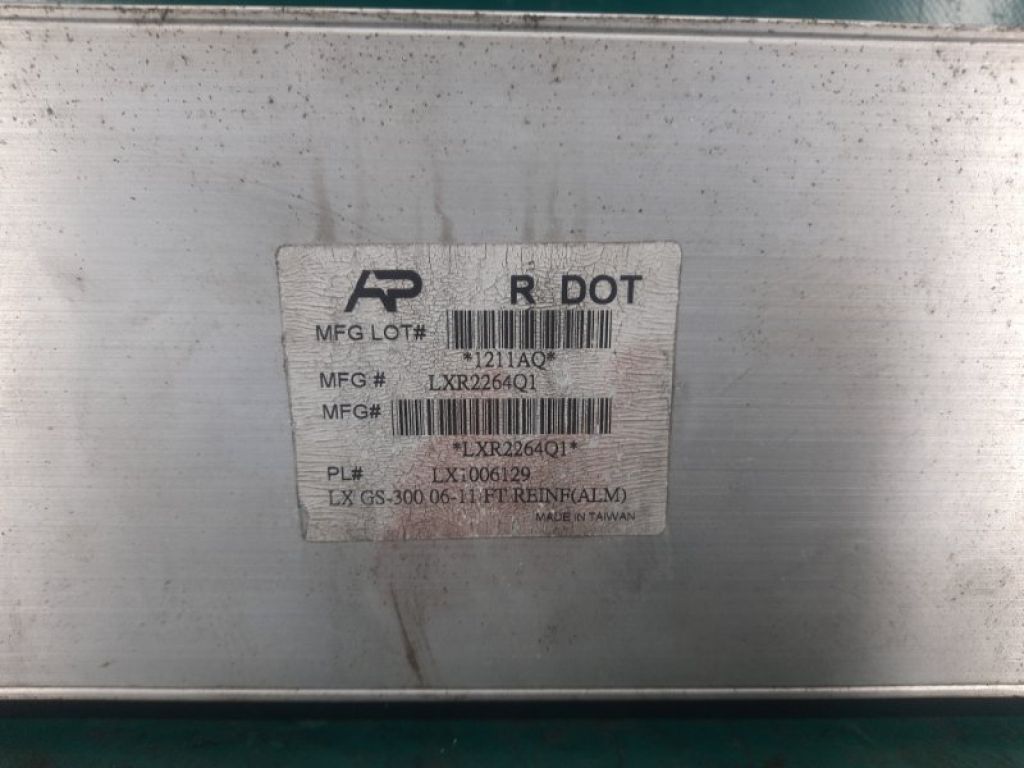 AP R DOT
MFG LOT#
*1211AQ*
MFG # LXR2264Q1
MFG#
*LXR2264Q1*
PL# LX1006129
LX GS-300 06-11 FT REINF(ALM)
MADE IN TAIWAN